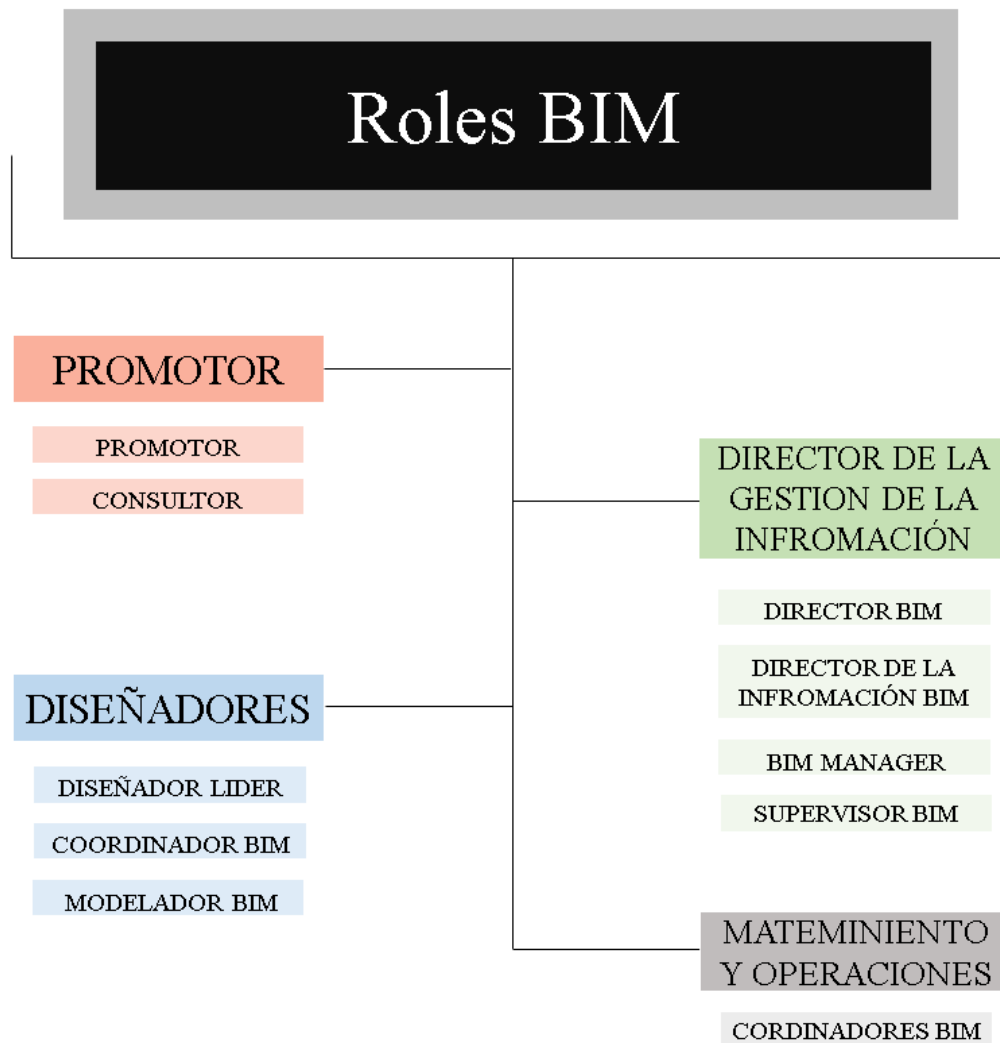 Roles BIM
PROMOTOR
PROMOTOR
CONSULTOR
DISEÑADORES
DISEÑADOR LIDER
COORDINADOR BIM
MODELADOR BIM
DIRECTOR DE LA
GESTION DE LA
INFROMACIÓN
DIRECTOR BIM
DIRECTOR DE LA
INFROMACIÓN BIM
BIM MANAGER
SUPERVISOR BIM
MATEMINIENTO
Y OPERACIONES
CORDINADORES BIM